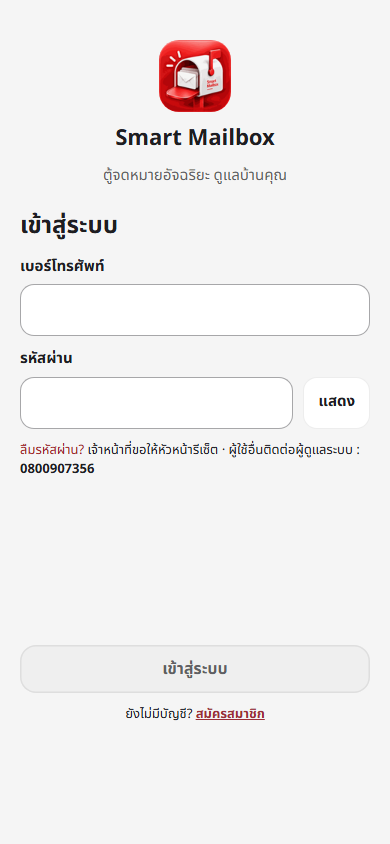 Smart Mailbox
ตู้จดหมายอัจฉริยะ ดูแลบ้านคุณ
เข้าสู่ระบบ
เบอร์โทรศัพท์
รหัสผ่าน
แสดง
ลืมรหัสผ่าน? เจ้าหน้าที่ขอให้หัวหน้ารีเซ็ต · ผู้ใช้อื่นติดต่อผู้ดูแลระบบ :
0800907356
เข้าสู่ระบบ
ยังไม่มีบัญชี? สมัครสมาชิก